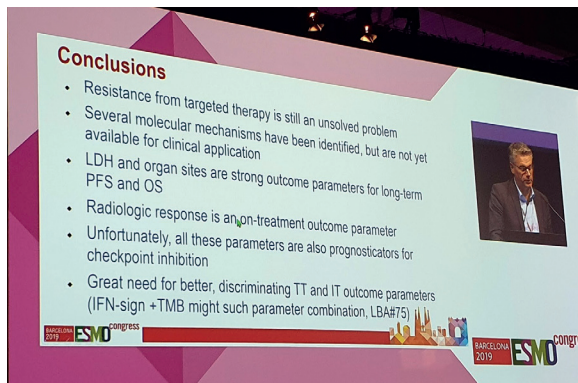 Conclusions
• Resistance from targeted therapy is still an unsolved problem
• Several molecular mechanisms have been identified, but are not yet
available for clinical application
• LDH and organ sites are strong outcome parameters for long-term
PFS and OS
• Radiologic response is an on-treatment outcome parameter
• Unfortunately, all these parameters are also prognosticators for
checkpoint inhibition
• Great need for better, discriminating TT and IT outcome parameters
(IFN-sign +TMB might such parameter combination, LBA#75)
BARCELONA
2019
ESMO congress
BARCELONA
2019
ESMO congre